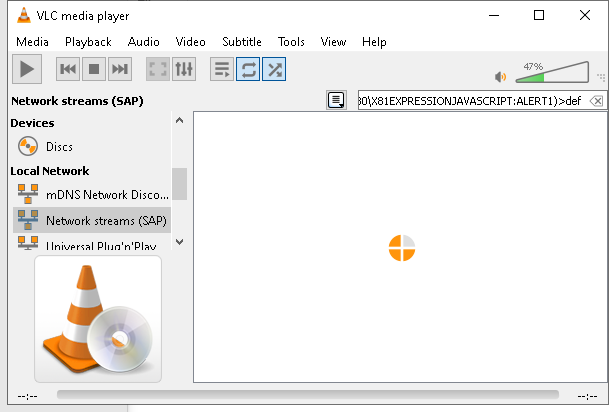 VLC media player
Media Playback Audio Video Subtitle Tools View Help
47%
Network streams (SAP)
80\X81EXPRESSIONJAVASCRIPT:ALERT1)>def
Devices
Discs
Local Network
mDNS Network Disco...
Network streams (SAP)
Universal Plug'n'Play
--:--
--:--